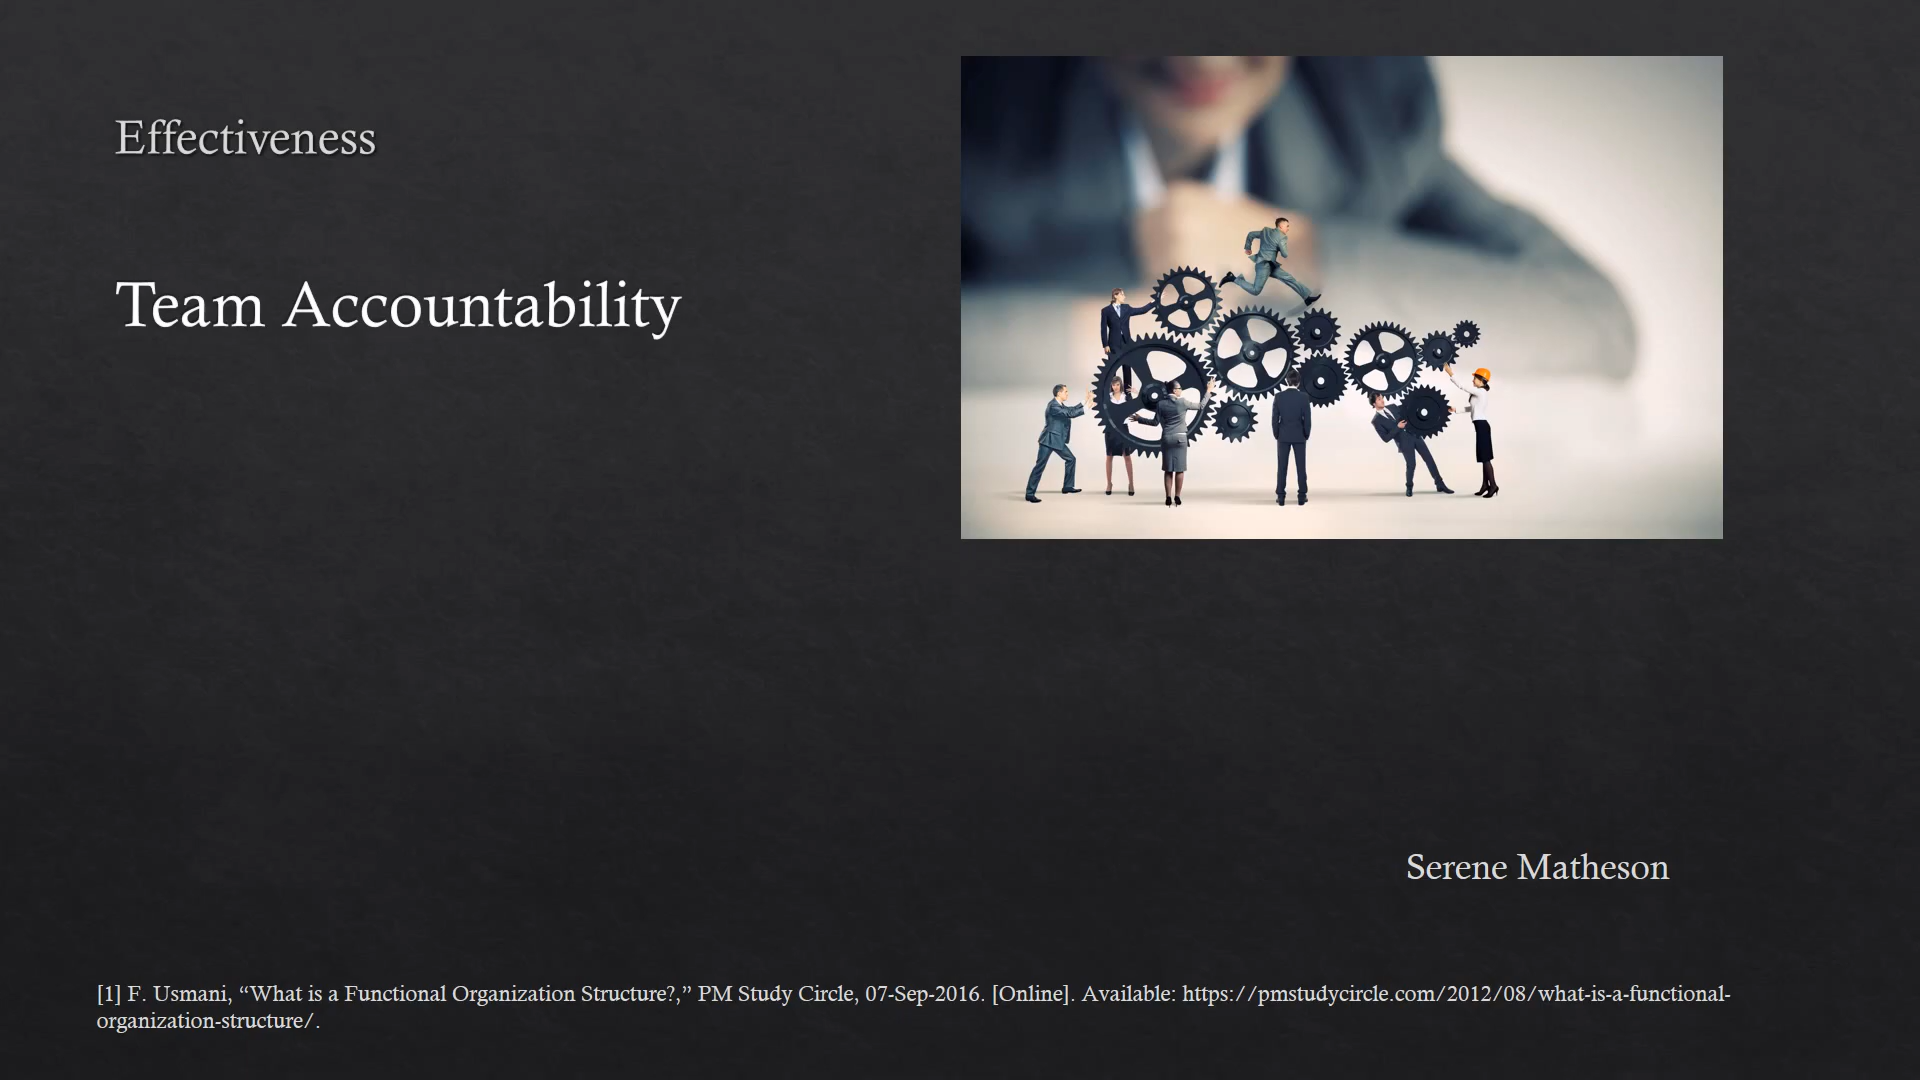 Effectiveness
Team Accountability
Serene Matheson
[1] F. Usmani, “What is a Functional Organization Structure?,” PM Study Circle, 07-Sep-2016. [Online]. Available: https://pmstudycircle.com/2012/08/what-is-a-functional-
organization-structure/.